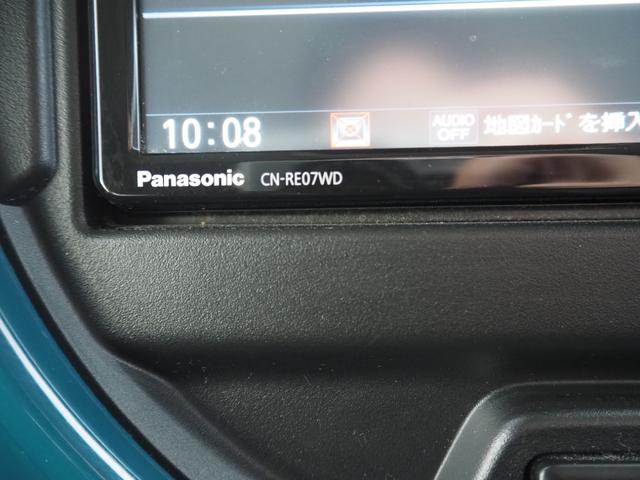 10:08 AUDIO OFF 地図ｶｰﾄﾞを挿入
Panasonic CN-RE07WD